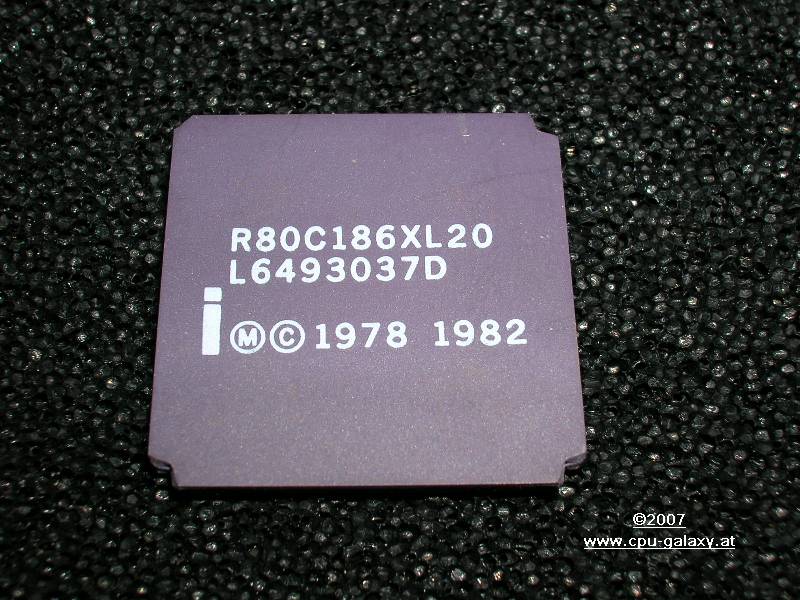 R80C186XL20
L6493037D
i Ⓜ © 1978 1982
©2007
www.cpu-galaxy.at